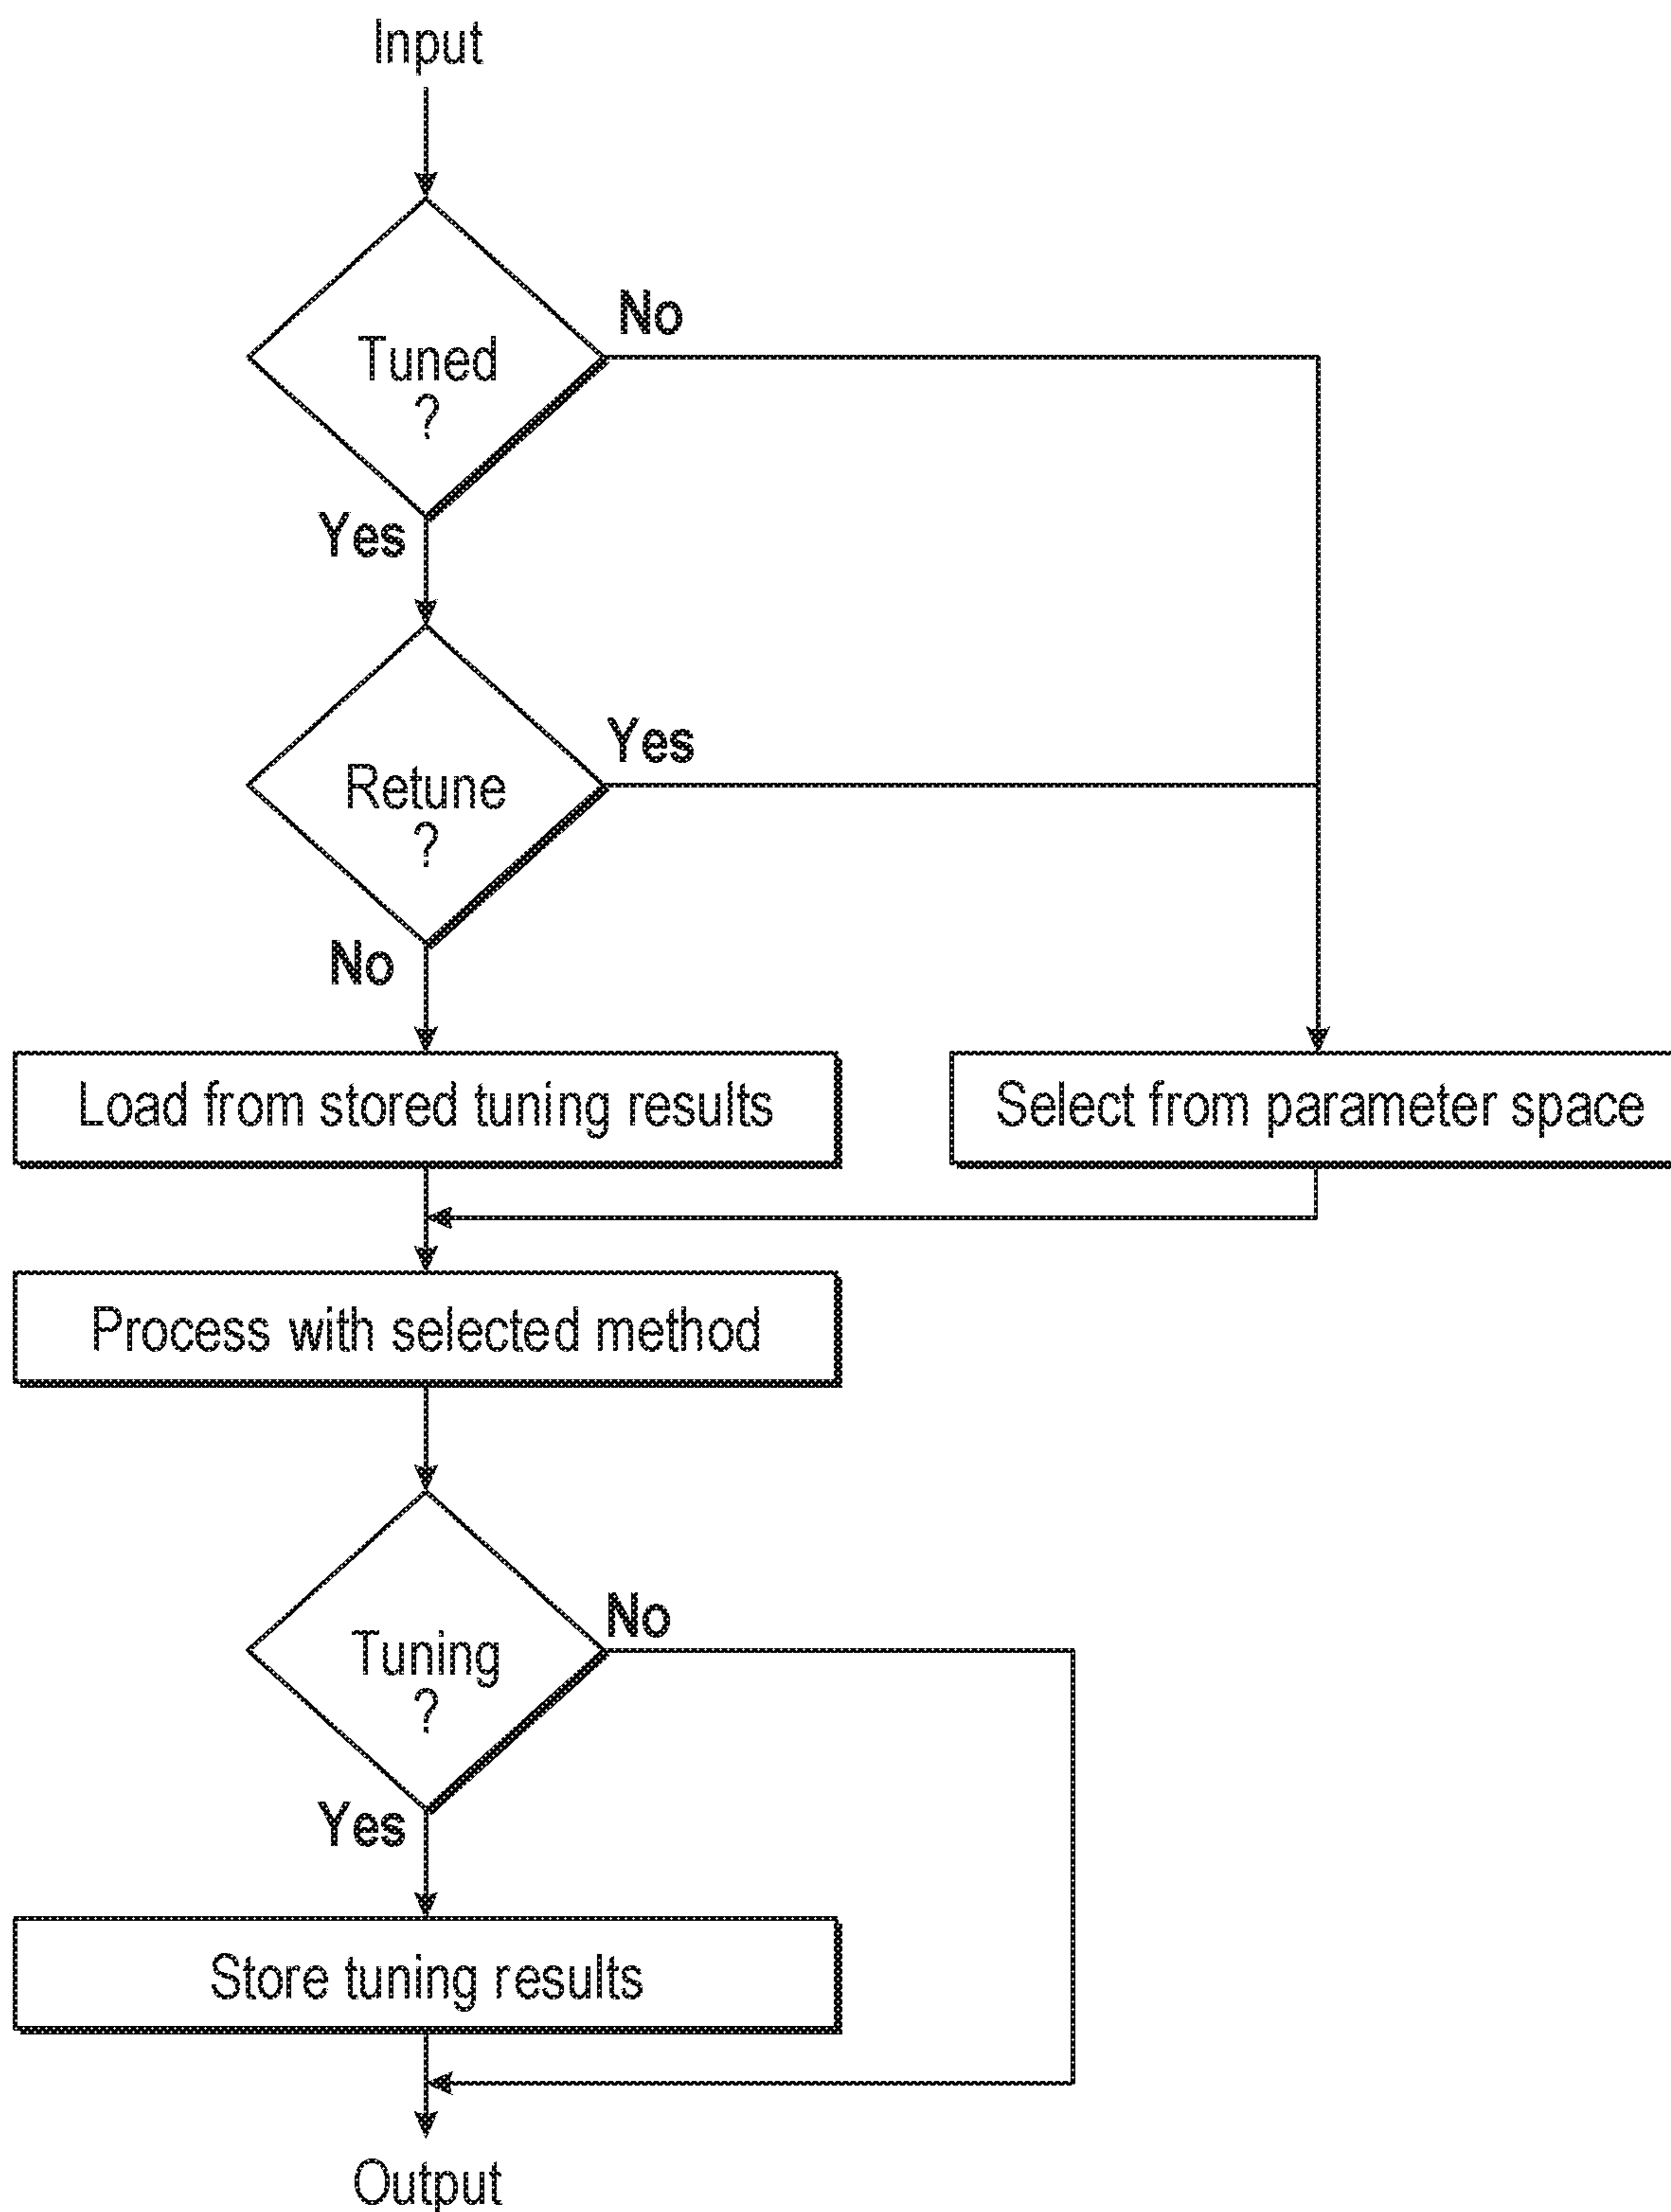 Input
Tuned
?
No
Yes
Retune
?
Yes
No
Load from stored tuning results
Select from parameter space
Process with selected method
Tuning
?
No
Yes
Store tuning results
Output